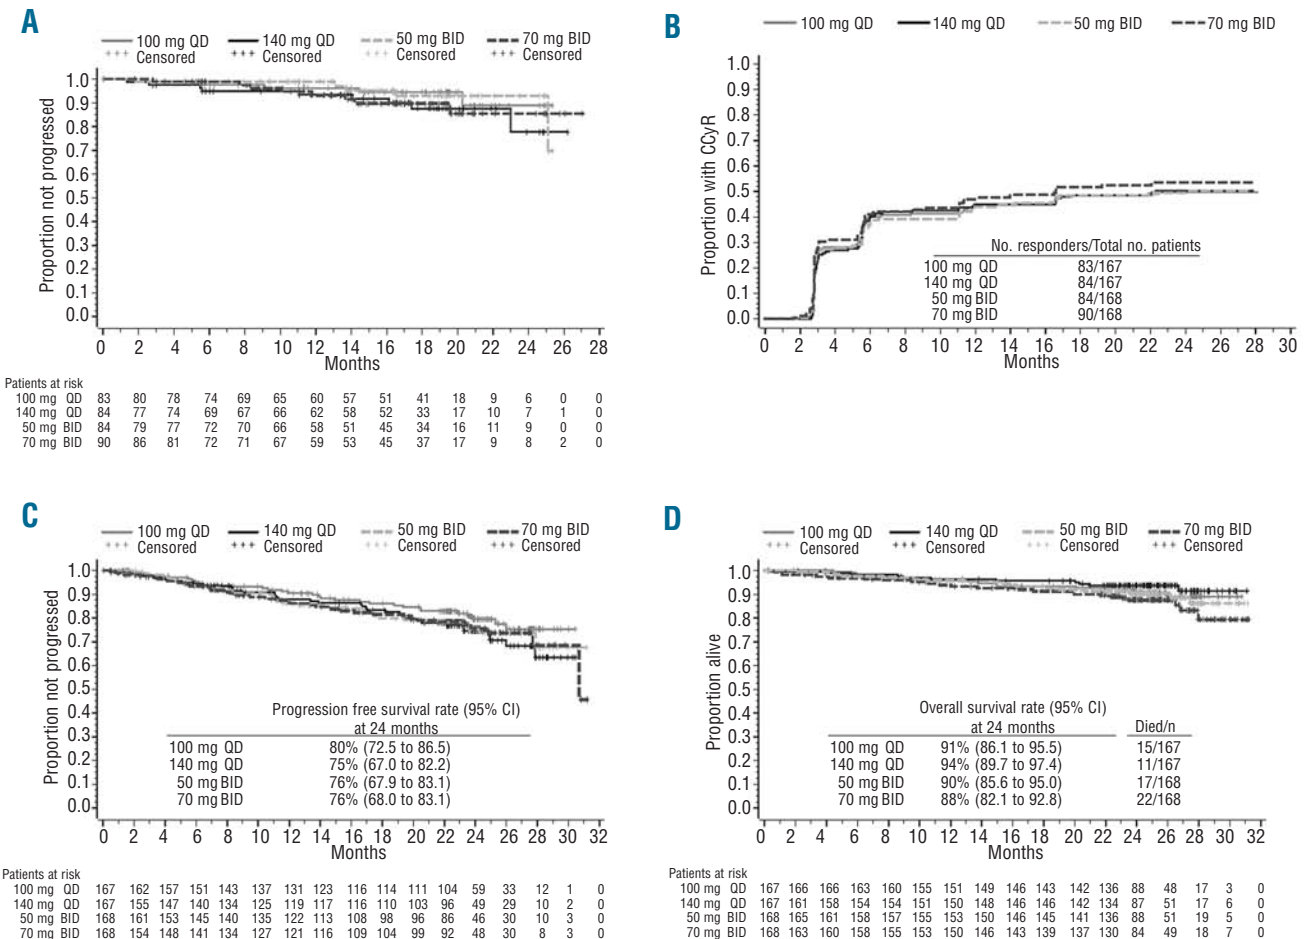 A
100 mg QD 140 mg QD 50 mg BID 70 mg BID
Censored Censored Censored Censored
Proportion not progressed
1.0
0.9
0.8
0.7
0.6
0.5
0.4
0.3
0.2
0.1
0.0
0 2 4 6 8 10 12 14 16 18 20 22 24 26 28
Months
Patients at risk
100 mg QD 83 80 78 74 69 65 60 57 51 41 18 9 6 0 0
140 mg QD 84 77 74 69 67 66 62 58 52 33 17 10 7 1 0
50 mg BID 84 79 77 72 70 66 58 51 45 34 16 11 9 0 0
70 mg BID 90 86 81 72 71 67 59 53 45 37 17 9 8 2 0
B
100 mg QD 140 mg QD 50 mg BID 70 mg BID
Proportion with CCyR
1.0
0.9
0.8
0.7
0.6
0.5
0.4
0.3
0.2
0.1
0.0
No. responders/Total no. patients
100 mg QD 83/167
140 mg QD 84/167
50 mg BID 84/168
70 mg BID 90/168
0 2 4 6 8 10 12 14 16 18 20 22 24 26 28 30
Months
C
100 mg QD 140 mg QD 50 mg BID 70 mg BID
Censored Censored Censored Censored
Proportion not progressed
1.0
0.9
0.8
0.7
0.6
0.5
0.4
0.3
0.2
0.1
0.0
Progression free survival rate (95% CI)
at 24 months
100 mg QD 80% (72.5 to 86.5)
140 mg QD 75% (67.0 to 82.2)
50 mg BID 76% (67.9 to 83.1)
70 mg BID 76% (68.0 to 83.1)
0 2 4 6 8 10 12 14 16 18 20 22 24 26 28 30 32
Months
Patients at risk
100 mg QD 167 162 157 151 143 137 131 123 116 114 111 104 59 33 12 1 0
140 mg QD 167 155 147 140 134 125 119 117 116 110 103 96 49 29 10 2 0
50 mg BID 168 161 153 145 140 135 122 113 108 98 96 86 46 30 10 3 0
70 mg BID 168 154 148 141 134 127 121 116 109 104 99 92 48 30 8 3 0
D
100 mg QD 140 mg QD 50 mg BID 70 mg BID
Censored Censored Censored Censored
Proportion alive
1.0
0.9
0.8
0.7
0.6
0.5
0.4
0.3
0.2
0.1
0.0
Overall survival rate (95% CI)
at 24 months Died/n
100 mg QD 91% (86.1 to 95.5) 15/167
140 mg QD 94% (89.7 to 97.4) 11/167
50 mg BID 90% (85.6 to 95.0) 17/168
70 mg BID 88% (82.1 to 92.8) 22/168
0 2 4 6 8 10 12 14 16 18 20 22 24 26 28 30 32
Months
Patients at risk
100 mg QD 167 166 166 163 160 155 151 149 146 143 142 136 88 48 17 3 0
140 mg QD 167 161 158 154 154 151 150 148 146 146 142 134 87 51 17 6 0
50 mg BID 168 165 161 158 157 155 153 150 146 145 141 136 88 51 19 5 0
70 mg BID 168 163 160 158 155 153 150 146 143 139 137 130 84 49 18 7 0